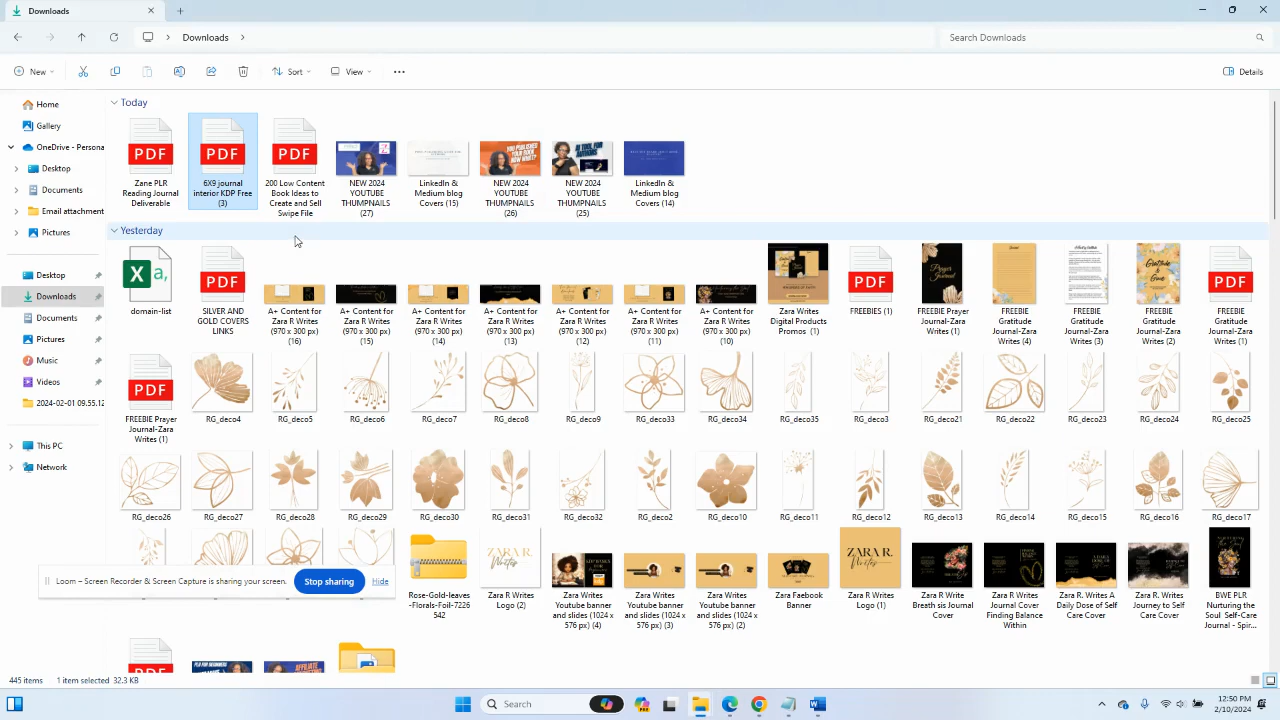 Downloads
Downloads
Search Downloads
New
Sort
View
Details
Home
Gallery
OneDrive - Persona
Desktop
Documents
Email attachment
Pictures
Desktop
Downloads
Documents
Pictures
Music
Videos
2024-02-01 09.55.12
This PC
Network
Today
PDF
Zane PLR
Reading Journal
Deliverable
PDF
6X9 journal
interior KDP Free
(3)
PDF
200 Low Content
Book Ideas to
Create and Sell
Swipe File
NEW 2024
YOUTUBE
THUMPNAILS
(27)
LinkedIn &
Medium blog
Covers (15)
NEW 2024
YOUTUBE
THUMPNAILS
(26)
NEW 2024
YOUTUBE
THUMPNAILS
(25)
LinkedIn &
Medium blog
Covers (14)
Yesterday
domain-list
PDF
SILVER AND
GOLD COVERS
LINKS
A+ Content for
Zara R Writes
(970 x 300 px)
(16)
A+ Content for
Zara R Writes
(970 x 300 px)
(15)
A+ Content for
Zara R Writes
(970 x 300 px)
(14)
A+ Content for
Zara R Writes
(970 x 300 px)
(13)
A+ Content for
Zara R Writes
(970 x 300 px)
(12)
A+ Content for
Zara R Writes
(970 x 300 px)
(11)
A+ Content for
Zara R Writes
(970 x 300 px)
(10)
Zara Writes
Digital Products
Promos (1)
PDF
FREEBIES (1)
FREEBIE Prayer
Journal-Zara
Writes (1)
FREEBIE
Gratitude
Journal-Zara
Writes (4)
FREEBIE
Gratitude
Journal-Zara
Writes (3)
FREEBIE
Gratitude
Journal-Zara
Writes (2)
PDF
FREEBIE
Gratitude
Journal-Zara
Writes (1)
PDF
FREEBIE Prayer
Journal-Zara
Writes (1)
RG_deco4
RG_deco5
RG_deco6
RG_deco7
RG_deco8
RG_deco9
RG_deco33
RG_deco34
RG_deco35
RG_deco3
RG_deco21
RG_deco22
RG_deco23
RG_deco24
RG_deco25
RG_deco26
RG_deco27
RG_deco28
RG_deco29
RG_deco30
RG_deco31
RG_deco32
RG_deco2
RG_deco10
RG_deco11
RG_deco12
RG_deco13
RG_deco14
RG_deco15
RG_deco16
RG_deco17
Loom – Screen Recorder & Screen Capture is sharing your screen.
Stop sharing
Hide
Rose-Gold-leaves
-Florals-Foil-7226
542
Zara R Writes
Logo (2)
Zara R Writes
Youtube banner
and slides (1024 x
576 px) (4)
Zara R Writes
Youtube banner
and slides (1024 x
576 px) (3)
Zara R Writes
Youtube banner
and slides (1024 x
576 px) (2)
Zara Faebook
Banner
ZARA R.
Writes
Zara R Writes
Logo (1)
Zara R Write
Breath sis Journal
Cover
Zara R Writes
Journal Cover
Finding Balance
Within
Zara R. Writes A
Daily Dose of Self
Care Cover
Zara R. Writes
Journey to Self
Care Cover
BWE PLR
Nurturing the
Soul Self-Care
Journal - Spir...
445 items
1 item selected 32.3 KB
Search
12:50 PM
2/10/2024